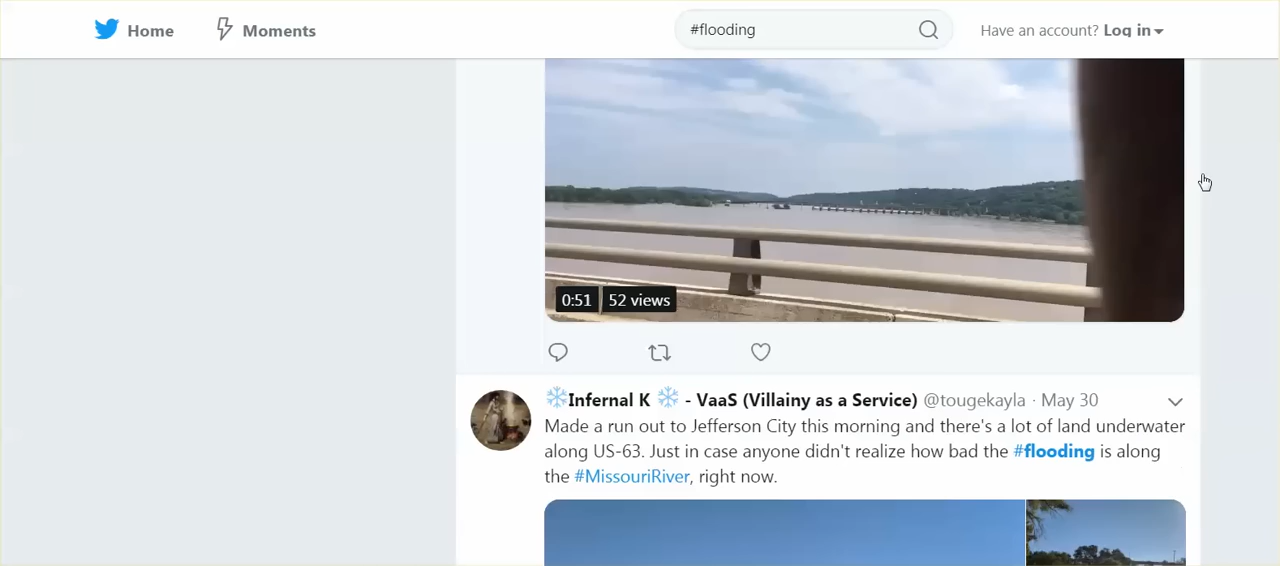 Home Moments #flooding Have an account? Log in
0:51 52 views
Infernal K - VaaS (Villainy as a Service) @tougekayla · May 30
Made a run out to Jefferson City this morning and there's a lot of land underwater
along US-63. Just in case anyone didn't realize how bad the #flooding is along
the #MissouriRiver, right now.